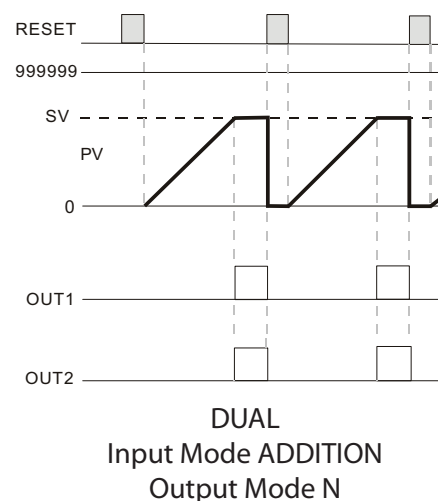 RESET
999999
SV
PV
0
OUT1
OUT2
DUAL
Input Mode ADDITION
Output Mode N